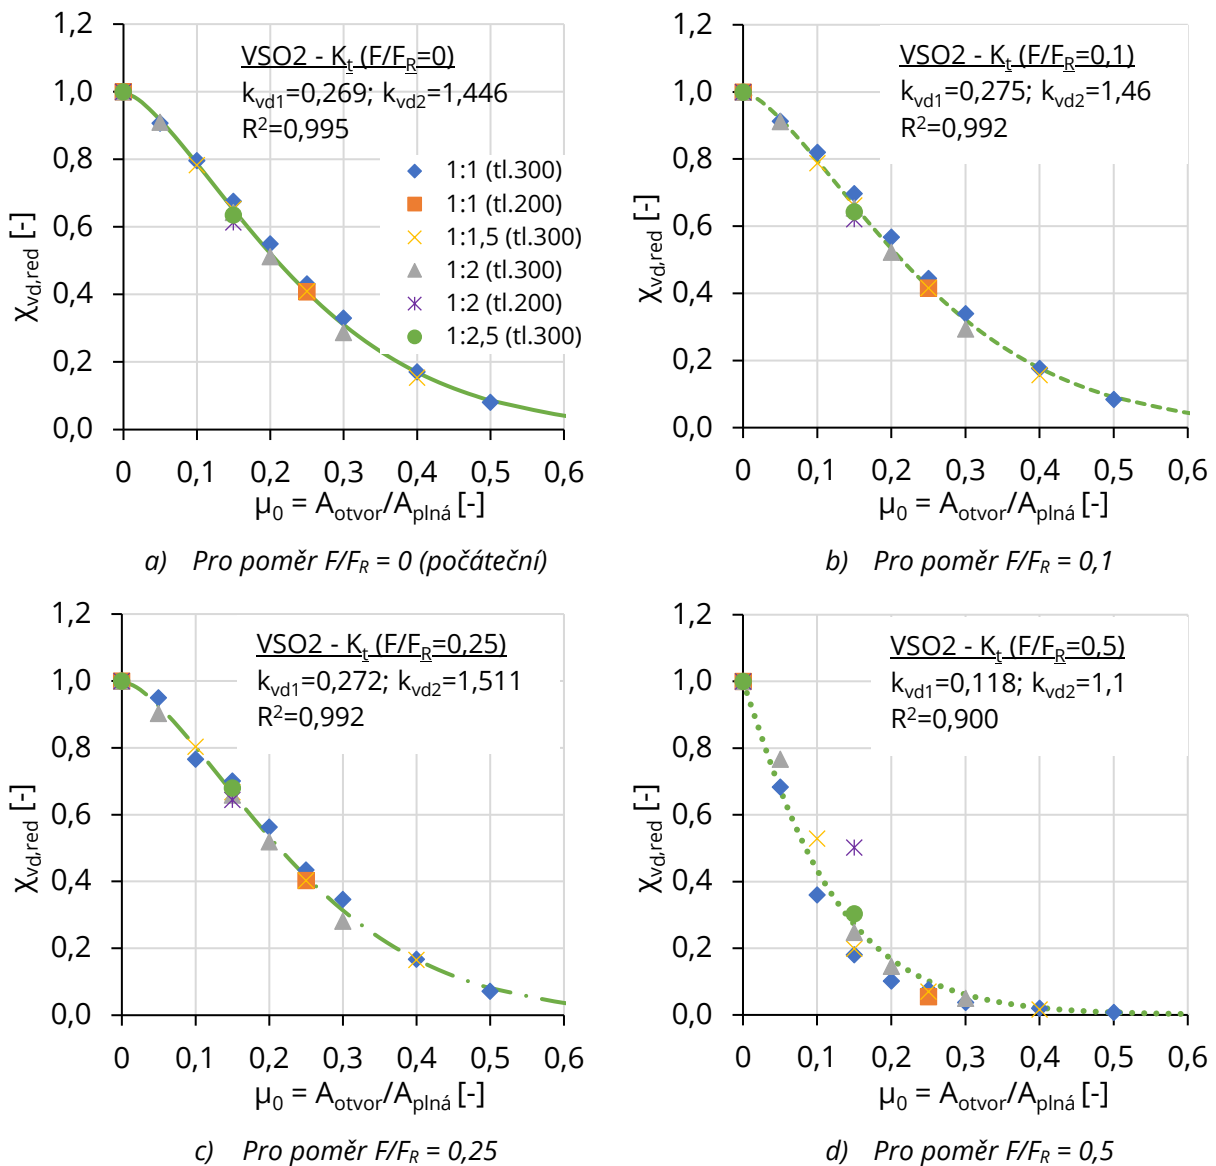 1,2
1,0
0,8
0,6
0,4
0,2
0,0
χvd,red [-]
VSO2 - Kt (F/FR=0)
kvd1=0,269; kvd2=1,446
R²=0,995
1:1 (tl.300)
1:1 (tl.200)
1:1,5 (tl.300)
1:2 (tl.300)
1:2 (tl.200)
1:2,5 (tl.300)
0 0,1 0,2 0,3 0,4 0,5 0,6
μ0 = Aotvor/Aplná [-]
a) Pro poměr F/FR = 0 (počáteční)
1,2
1,0
0,8
0,6
0,4
0,2
0,0
χvd,red [-]
VSO2 - Kt (F/FR=0,1)
kvd1=0,275; kvd2=1,46
R²=0,992
0 0,1 0,2 0,3 0,4 0,5 0,6
μ0 = Aotvor/Aplná [-]
b) Pro poměr F/FR = 0,1
1,2
1,0
0,8
0,6
0,4
0,2
0,0
χvd,red [-]
VSO2 - Kt (F/FR=0,25)
kvd1=0,272; kvd2=1,511
R²=0,992
0 0,1 0,2 0,3 0,4 0,5 0,6
μ0 = Aotvor/Aplná [-]
c) Pro poměr F/FR = 0,25
1,2
1,0
0,8
0,6
0,4
0,2
0,0
χvd,red [-]
VSO2 - Kt (F/FR=0,5)
kvd1=0,118; kvd2=1,1
R²=0,900
0 0,1 0,2 0,3 0,4 0,5 0,6
μ0 = Aotvor/Aplná [-]
d) Pro poměr F/FR = 0,5